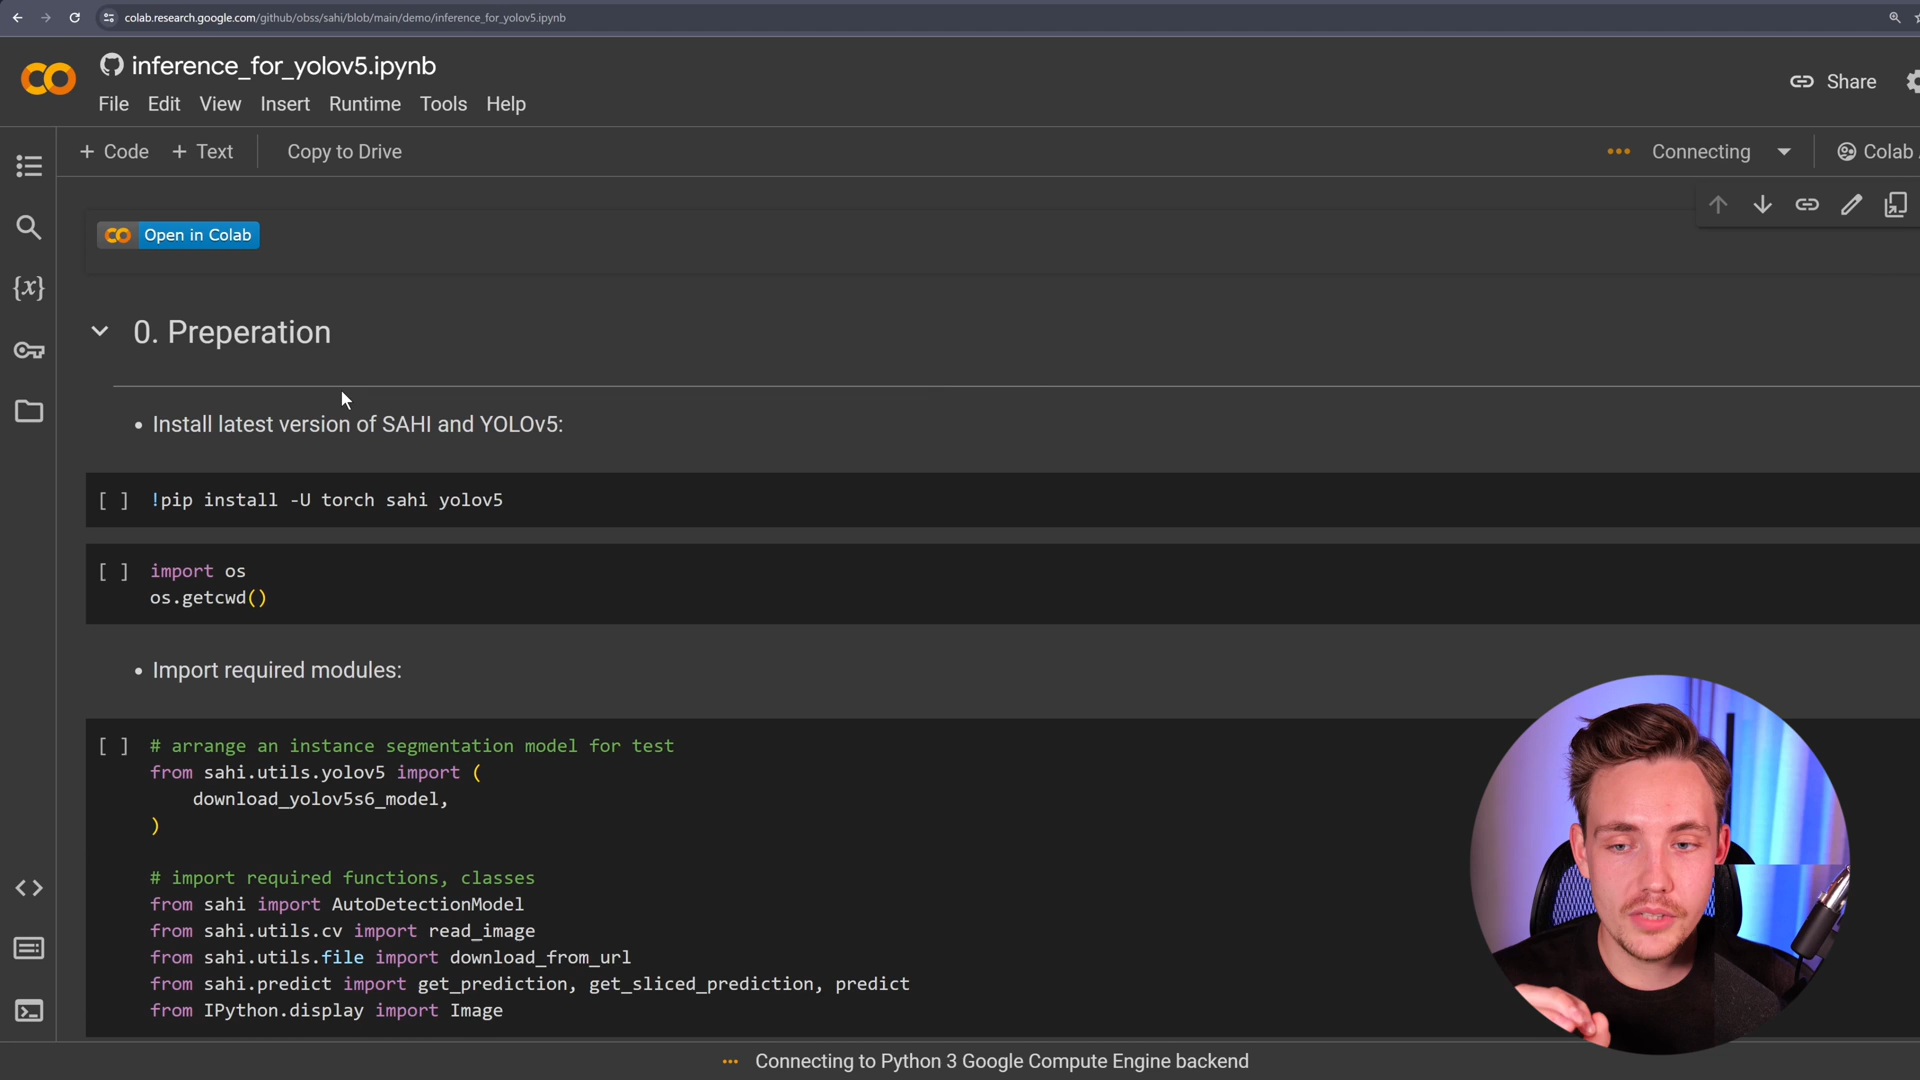 colab.research.google.com/github/obss/sahi/blob/main/demo/inference_for_yolov5.ipynb
inference_for_yolov5.ipynb
File Edit View Insert Runtime Tools Help
Share
+ Code + Text Copy to Drive
Connecting
Colab
Open in Colab
0. Preperation
• Install latest version of SAHI and YOLOv5:
[ ] !pip install -U torch sahi yolov5
[ ] import os
os.getcwd()
• Import required modules:
[ ] # arrange an instance segmentation model for test
from sahi.utils.yolov5 import (
download_yolov5s6_model,
)
# import required functions, classes
from sahi import AutoDetectionModel
from sahi.utils.cv import read_image
from sahi.utils.file import download_from_url
from sahi.predict import get_prediction, get_sliced_prediction, predict
from IPython.display import Image
Connecting to Python 3 Google Compute Engine backend